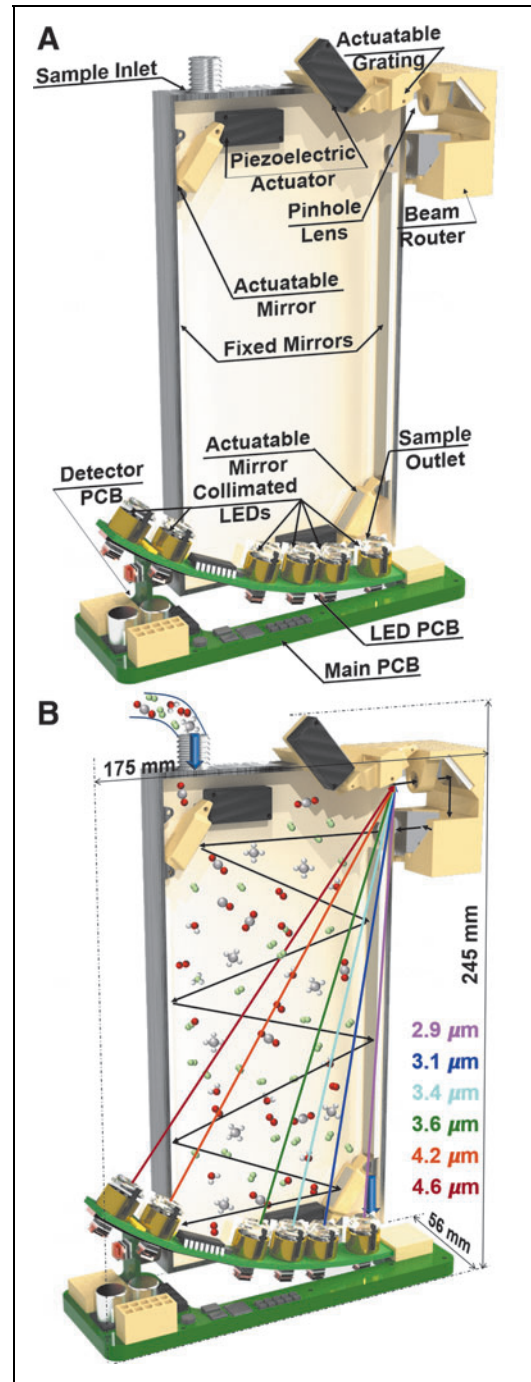 A
Actuatable
Grating
Sample Inlet
Piezoelectric
Actuator
Pinhole
Lens
Beam
Router
Actuatable
Mirror
Fixed Mirrors
Actuatable
Mirror
Sample
Outlet
Detector
PCB
Collimated
LEDs
LED PCB
Main PCB
B
175 mm
245 mm
2.9 µm
3.1 µm
3.4 µm
3.6 µm
4.2 µm
4.6 µm
56 mm